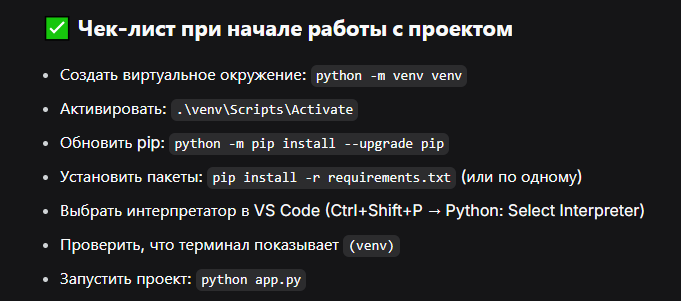 ✅ Чек-лист при начале работы с проектом
• Создать виртуальное окружение: python -m venv venv
• Активировать: .\venv\Scripts\Activate
• Обновить pip: python -m pip install --upgrade pip
• Установить пакеты: pip install -r requirements.txt (или по одному)
• Выбрать интерпретатор в VS Code (Ctrl+Shift+P → Python: Select Interpreter)
• Проверить, что терминал показывает (venv)
• Запустить проект: python app.py